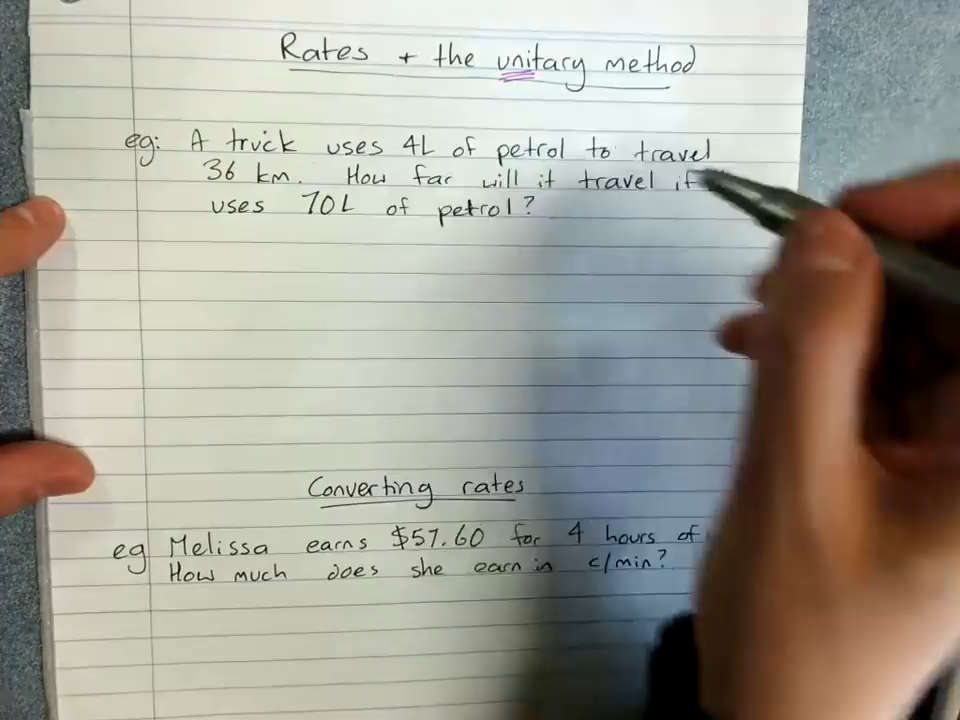 Rates + the unitary method
eg: A truck uses 4L of petrol to travel
36 km. How far will it travel if
uses 70L of petrol?
Converting rates
eg Melissa earns $57.60 for 4 hours of
How much does she earn in c/min?